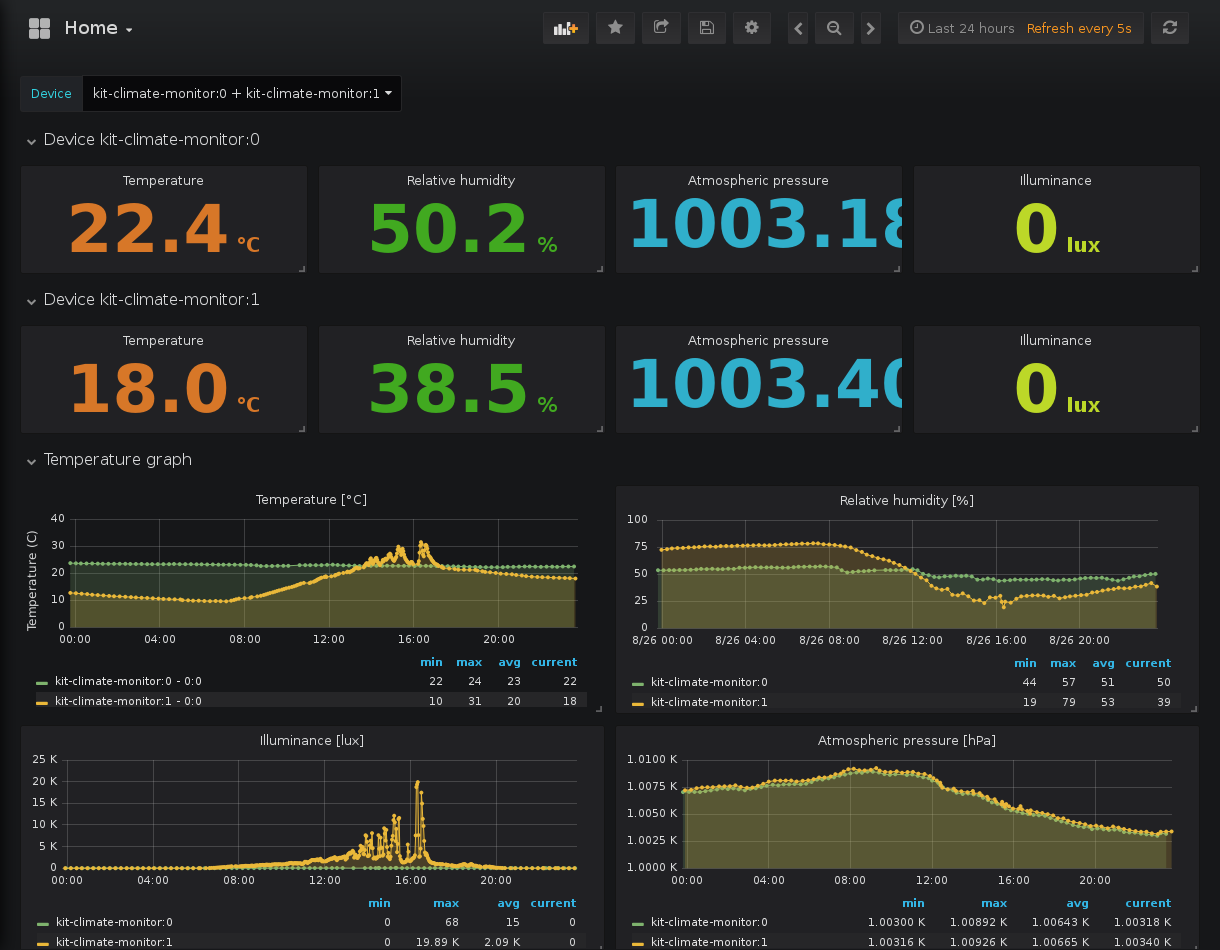 Home
Last 24 hours Refresh every 5s
Device kit-climate-monitor:0 + kit-climate-monitor:1
Device kit-climate-monitor:0
Temperature Relative humidity Atmospheric pressure Illuminance
22.4 °C 50.2 % 1003.18 0 lux
Device kit-climate-monitor:1
Temperature Relative humidity Atmospheric pressure Illuminance
18.0 °C 38.5 % 1003.40 0 lux
Temperature graph
Temperature [°C]
Temperature (C)
40
30
20
10
0
00:00 04:00 08:00 12:00 16:00 20:00
min max avg current
kit-climate-monitor:0 - 0:0 22 24 23 22
kit-climate-monitor:1 - 0:0 10 31 20 18
Relative humidity [%]
100
75
50
25
0
8/26 00:00 8/26 04:00 8/26 08:00 8/26 12:00 8/26 16:00 8/26 20:00
min max avg current
kit-climate-monitor:0 44 57 51 50
kit-climate-monitor:1 19 79 53 39
Illuminance [lux]
25 K
20 K
15 K
10 K
5 K
0
00:00 04:00 08:00 12:00 16:00 20:00
min max avg current
kit-climate-monitor:0 0 68 15 0
kit-climate-monitor:1 0 19.89 K 2.09 K 0
Atmospheric pressure [hPa]
1.0100 K
1.0075 K
1.0050 K
1.0025 K
1.0000 K
00:00 04:00 08:00 12:00 16:00 20:00
min max avg current
kit-climate-monitor:0 1.00300 K 1.00892 K 1.00643 K 1.00318 K
kit-climate-monitor:1 1.00316 K 1.00926 K 1.00665 K 1.00340 K